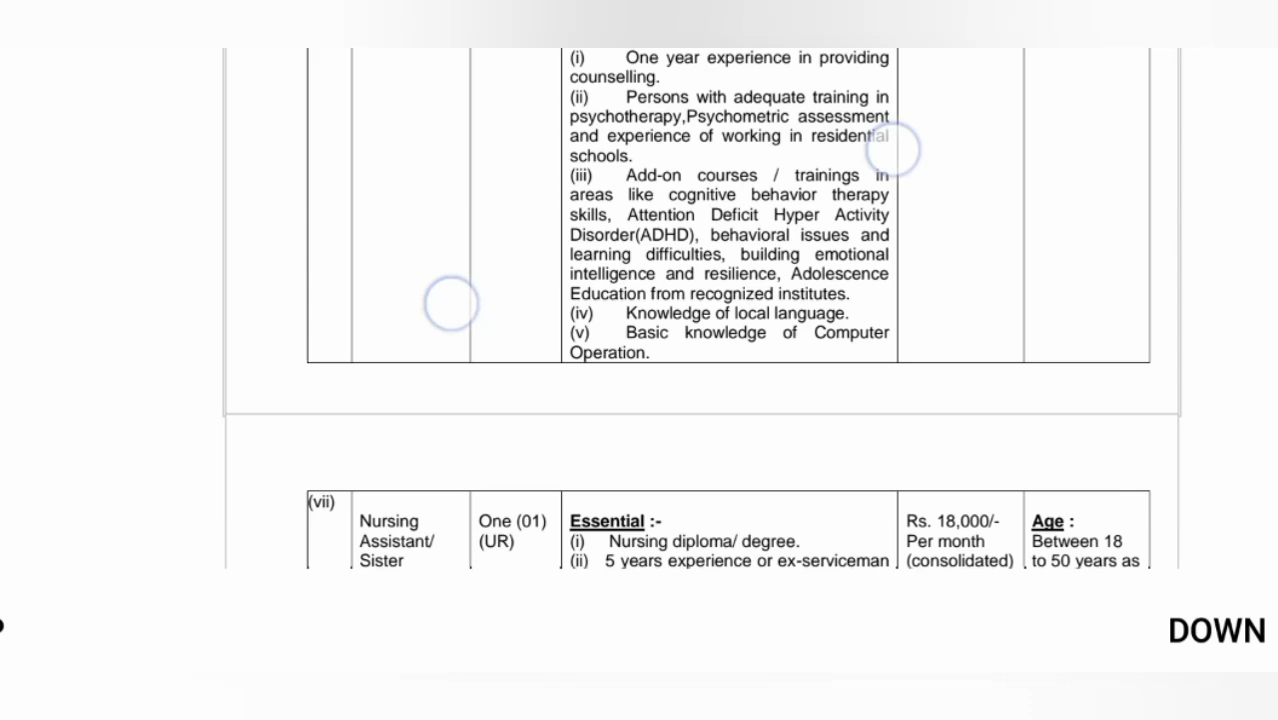 (i) One year experience in providing
counselling.
(ii) Persons with adequate training in
psychotherapy,Psychometric assessment
and experience of working in residential
schools.
(iii) Add-on courses / trainings in
areas like cognitive behavior therapy
skills, Attention Deficit Hyper Activity
Disorder(ADHD), behavioral issues and
learning difficulties, building emotional
intelligence and resilience, Adolescence
Education from recognized institutes.
(iv) Knowledge of local language.
(v) Basic knowledge of Computer
Operation.
(vii)
Nursing
Assistant/
Sister
One (01)
(UR)
Essential :-
(i) Nursing diploma/ degree.
(ii) 5 years experience or ex-serviceman
Rs. 18,000/-
Per month
(consolidated)
Age :
Between 18
to 50 years as
DOWN